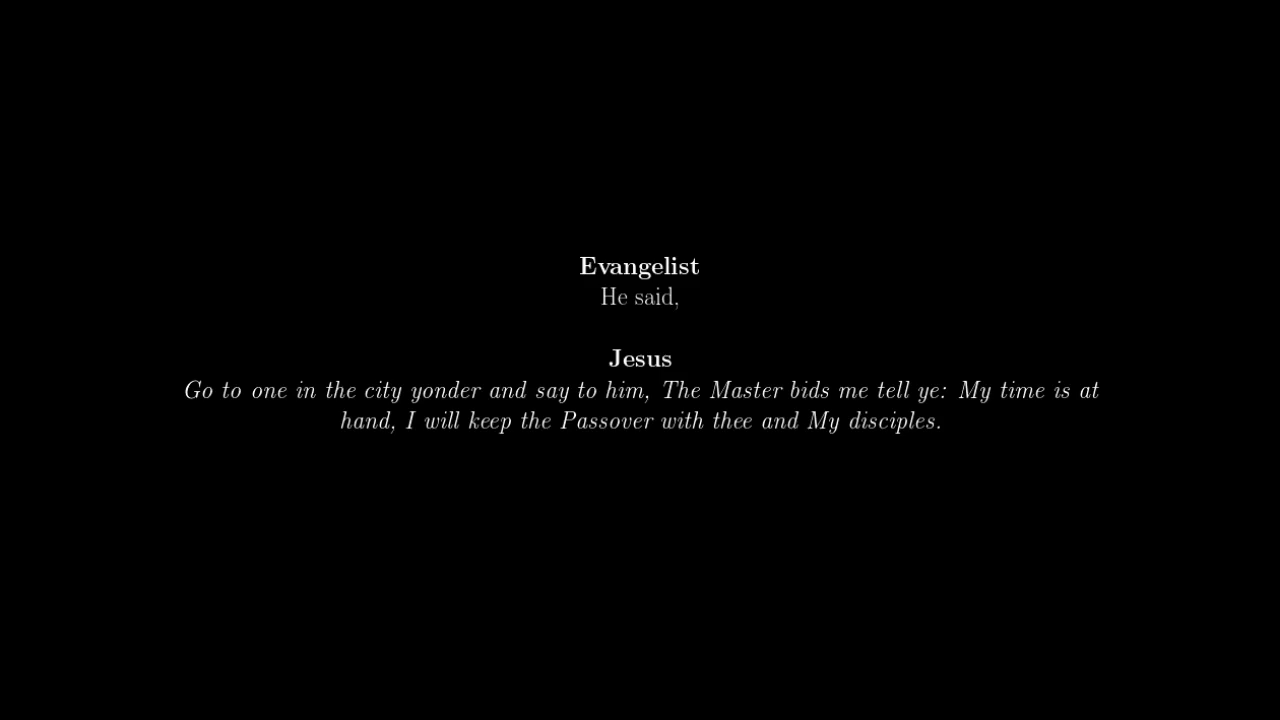 Evangelist
He said,
Jesus
Go to one in the city yonder and say to him, The Master bids me tell ye: My time is at
hand, I will keep the Passover with thee and My disciples.